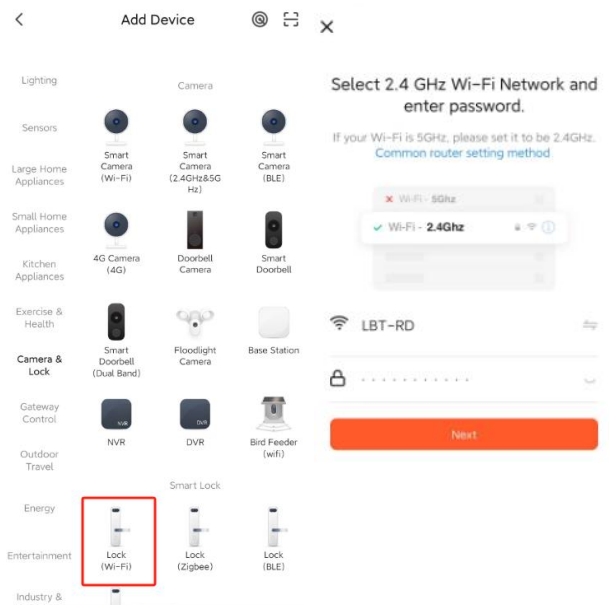 Add Device
Lighting
Sensors
Large Home
Appliances
Small Home
Appliances
Kitchen
Appliances
Exercise &
Health
Camera &
Lock
Gateway
Control
Outdoor
Travel
Energy
Entertainment
Industry &
Camera
Smart
Camera
(Wi-Fi)
Smart
Camera
(2.4GHz&5G
Hz)
Smart
Camera
(BLE)
4G Camera
(4G)
Doorbell
Camera
Smart
Doorbell
Smart
Doorbell
(Dual Band)
Floodlight
Camera
Base Station
NVR
NVR
DVR
DVR
Bird Feeder
(wifi)
Smart Lock
Lock
(Wi-Fi)
Lock
(Zigbee)
Lock
(BLE)
Select 2.4 GHz Wi-Fi Network and
enter password.
If your Wi-Fi is 5GHz, please set it to be 2.4GHz.
Common router setting method
Wi-Fi - 5Ghz
Wi-Fi - 2.4Ghz
LBT-RD
Next